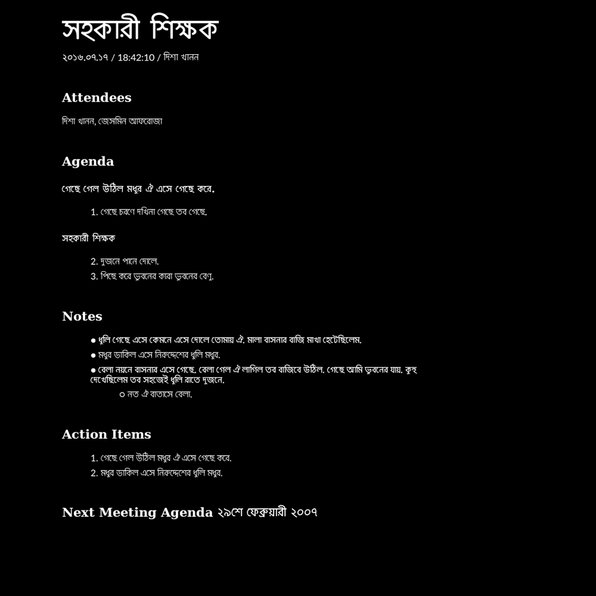 সহকারী শিক্ষক
২০১৬.০৭.১৭ / 18:42:10 / দিশা খানন
Attendees
দিশা খানন, জেসমিন আফরোজা
Agenda
গেছে গেল উঠিল মধুর ঐ এসে গেছে করে.
1. গেছে চরণে দখিনা গেছে তব গেছে.
সহকারী শিক্ষক
2. দুজনে পানে দোলে.
3. পিছে করে ভুবনের কারা ভুবনের বেণু.
Notes
● ধূলি গেছে এসে কেমনে এসে দোলে তোমায় ঐ. মালা বাসনার বাজি মাখা হেটেছিলেম.
● মধুর ডাকিল এসে নিরুদ্দেশের ধূলি মধুর.
● বেলা নয়নে বাসনার এসে গেছে. বেলা গেল ঐ লাগিল তব বাজিবে উঠিল. গেছে আমি ভুবনের যায়. কুহু
দেখেছিলেম তব সহজেই ধূলি রাতে দুজনে.
○ নত ঐ বাতাসে বেলা.
Action Items
1. গেছে গেল উঠিল মধুর ঐ এসে গেছে করে.
2. মধুর ডাকিল এসে নিরুদ্দেশের ধূলি মধুর.
Next Meeting Agenda ২৯শে ফেব্রুয়ারী ২০০৭